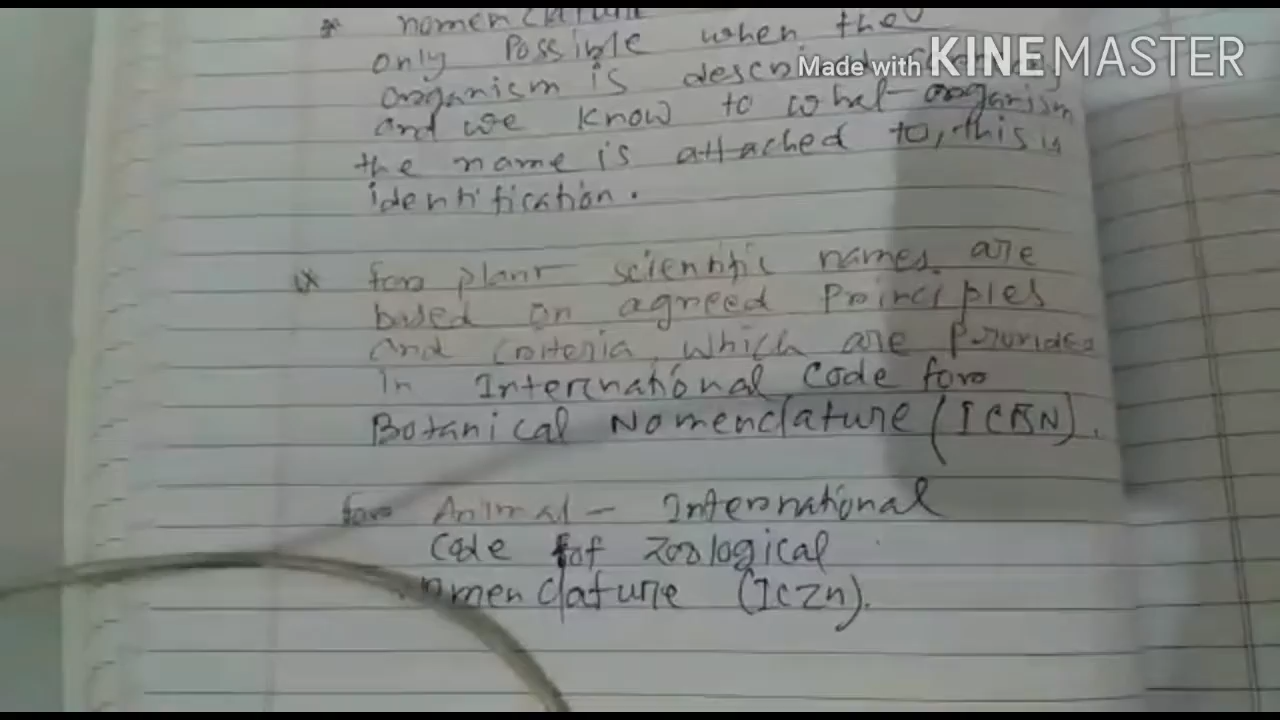 * nomenclature
only Possible when the
organism is described
and we know to what organism
the name is attached to, this is
identification.
* for plant scientific names are
based on agreed Principles
and criteria, which are Provided
in International Code for
Botanical Nomenclature (ICBN).
for Animal - International
Code of Zoological
nomenclature (ICZn).
Made with KINEMASTER